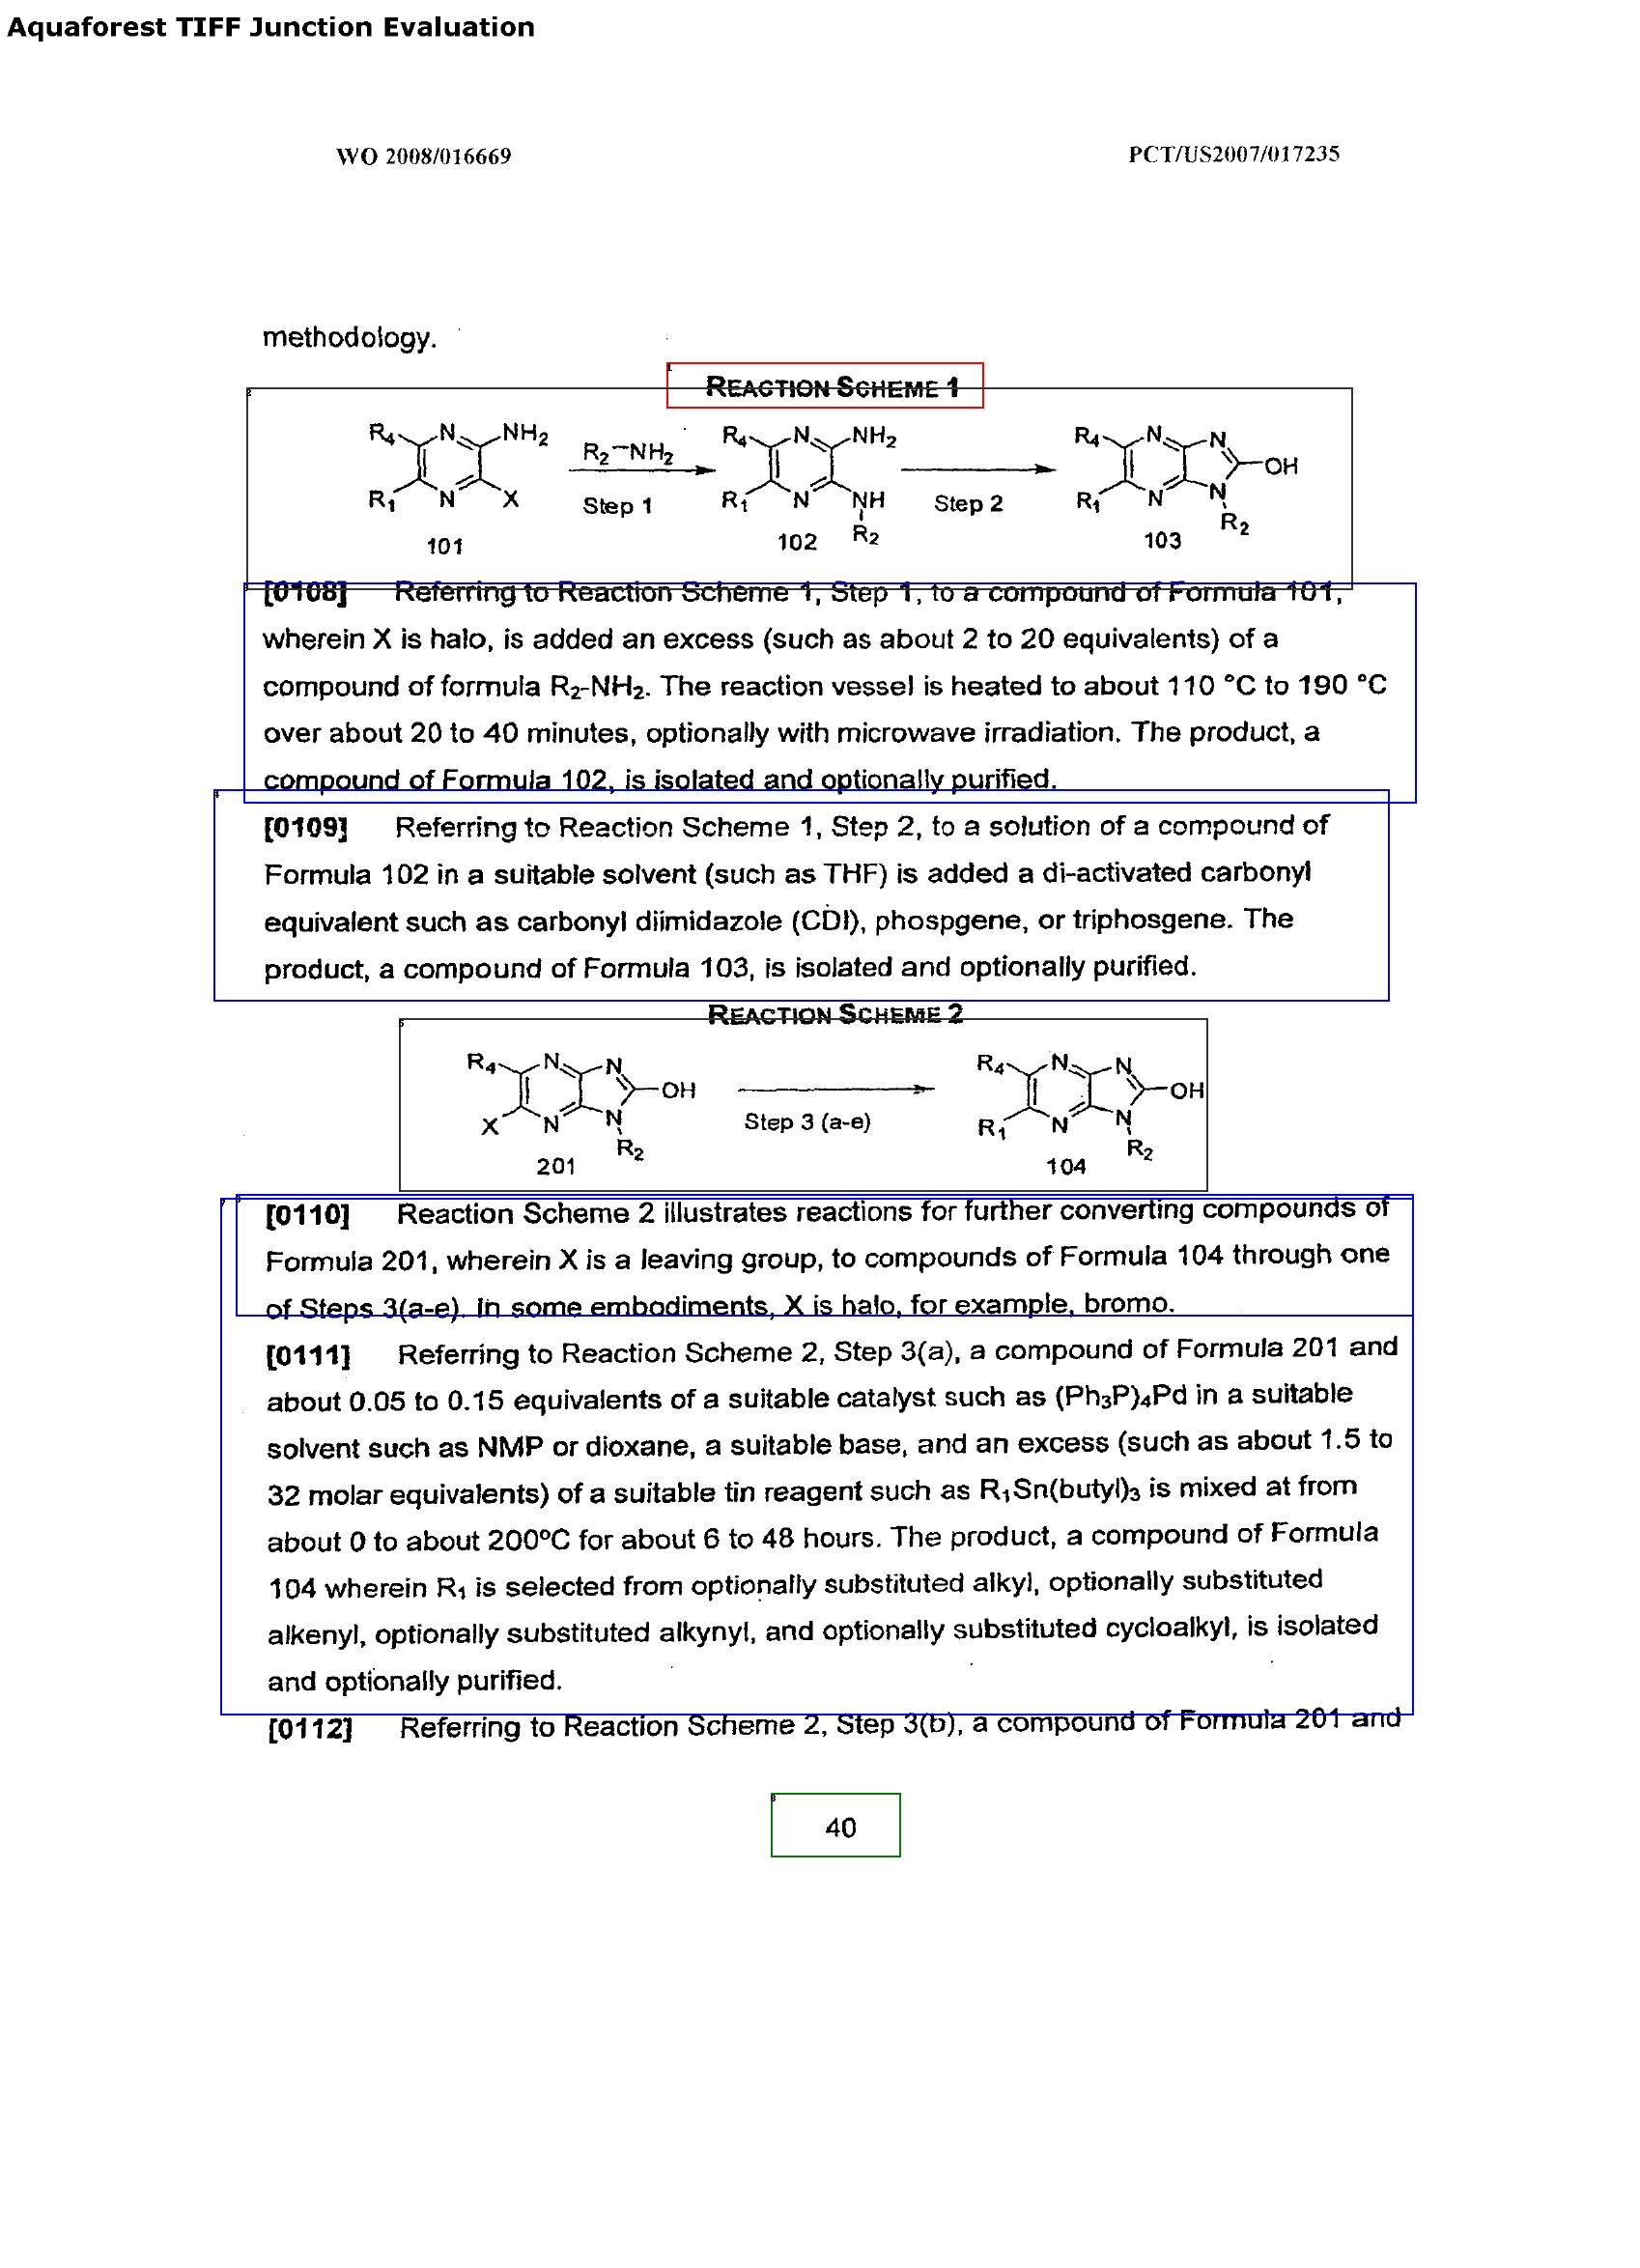 Aquaforest TIFF Junction Evaluation
WO 2008/016669 PCT/US2007/017235
methodology.
REACTION SCHEME 1
R4 N NH2 R2-NH2 R4 N NH2 R4 N N OH
R1 N X Step 1 R1 N NH Step 2 R1 N N
R2 R2
101 102 103
[0108] Referring to Reaction Scheme 1, Step 1, to a compound of Formula 101,
wherein X is halo, is added an excess (such as about 2 to 20 equivalents) of a
compound of formula R2-NH2. The reaction vessel is heated to about 110 °C to 190 °C
over about 20 to 40 minutes, optionally with microwave irradiation. The product, a
compound of Formula 102, is isolated and optionally purified.
[0109] Referring to Reaction Scheme 1, Step 2, to a solution of a compound of
Formula 102 in a suitable solvent (such as THF) is added a di-activated carbonyl
equivalent such as carbonyl diimidazole (CDI), phospgene, or triphosgene. The
product, a compound of Formula 103, is isolated and optionally purified.
REACTION SCHEME 2
R4 N N OH R4 N N OH
X N N Step 3 (a-e) R1 N N
R2 R2
201 104
[0110] Reaction Scheme 2 illustrates reactions for further converting compounds of
Formula 201, wherein X is a leaving group, to compounds of Formula 104 through one
of Steps 3(a-e). In some embodiments, X is halo, for example, bromo.
[0111] Referring to Reaction Scheme 2, Step 3(a), a compound of Formula 201 and
about 0.05 to 0.15 equivalents of a suitable catalyst such as (Ph3P)4Pd in a suitable
solvent such as NMP or dioxane, a suitable base, and an excess (such as about 1.5 to
32 molar equivalents) of a suitable tin reagent such as R1Sn(butyl)3 is mixed at from
about 0 to about 200ºC for about 6 to 48 hours. The product, a compound of Formula
104 wherein R1 is selected from optionally substituted alkyl, optionally substituted
alkenyl, optionally substituted alkynyl, and optionally substituted cycloalkyl, is isolated
and optionally purified.
[0112] Referring to Reaction Scheme 2, Step 3(b), a compound of Formula 201 and
40